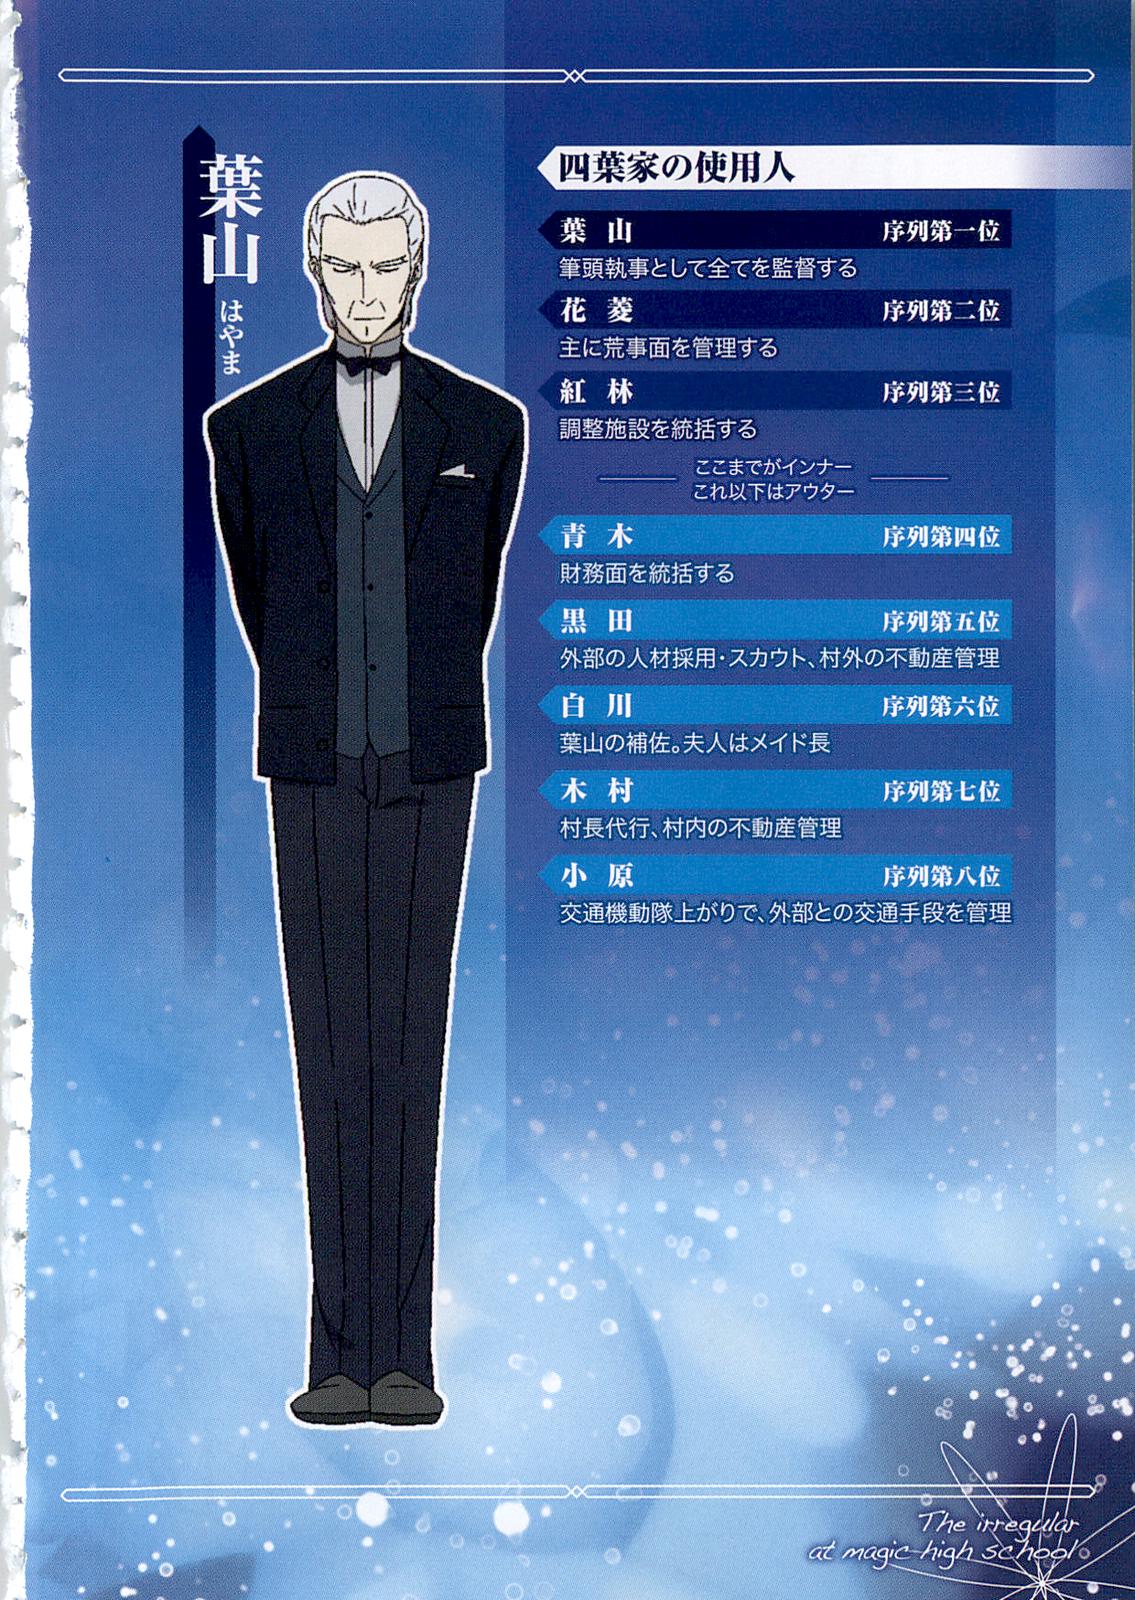 葉山
はやま
四葉家の使用人
葉山 序列第一位
筆頭執事として全てを監督する
花菱 序列第二位
主に荒事面を管理する
紅林 序列第三位
調整施設を統括する
ここまでがインナー
これ以下はアウター
青木 序列第四位
財務面を統括する
黒田 序列第五位
外部の人材採用・スカウト、村外の不動産管理
白川 序列第六位
葉山の補佐。夫人はメイド長
木村 序列第七位
村長代行、村内の不動産管理
小原 序列第八位
交通機動隊上がりで、外部との交通手段を管理
The irregular
at magic high school